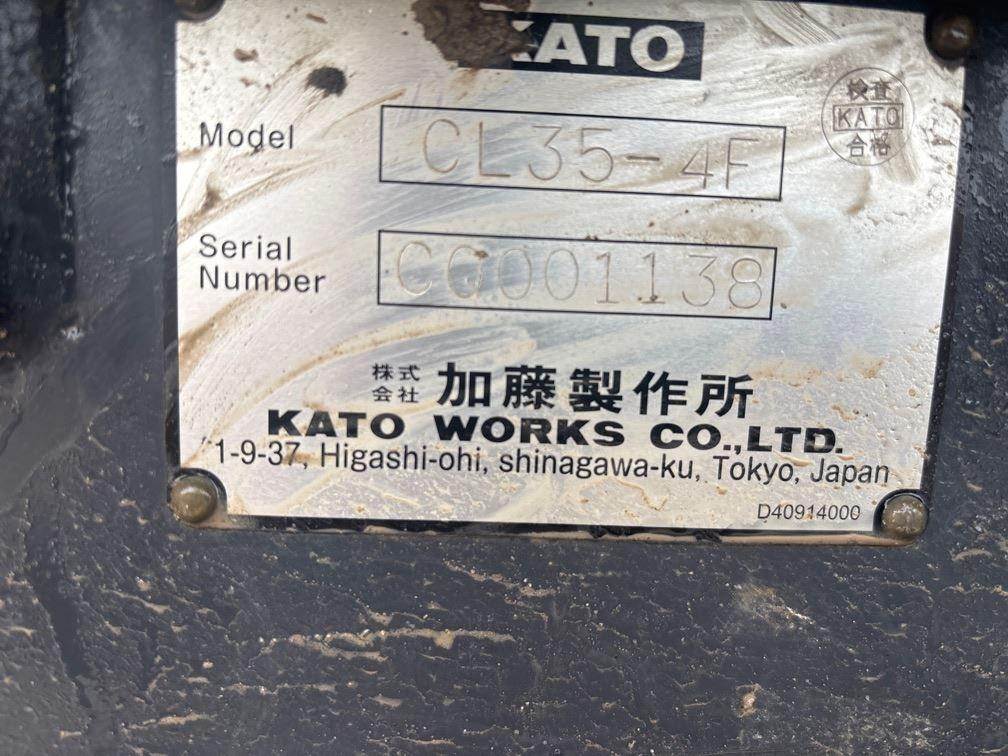 KATO
検査
KATO
合格
Model CL35-4F
Serial
Number CQ001138
株式
会社 加藤製作所
KATO WORKS CO.,LTD.
1-9-37, Higashi-ohi, shinagawa-ku, Tokyo, Japan
D40914000